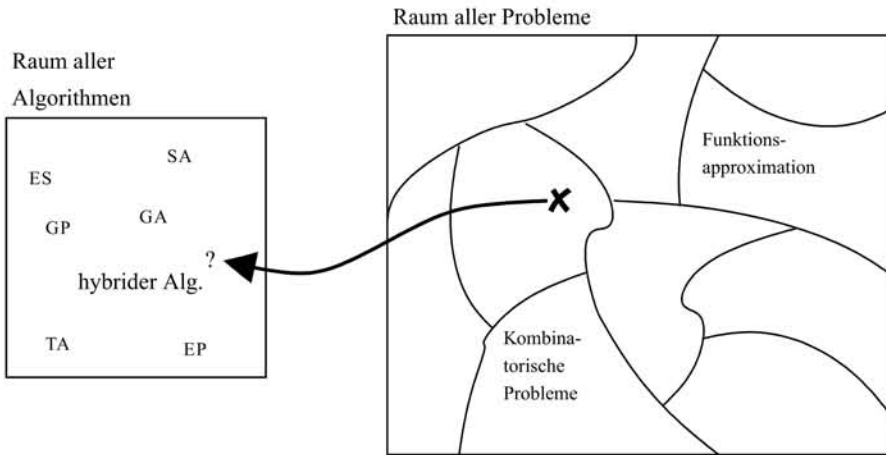 Raum aller Probleme
Raum aller
Algorithmen
SA
ES
GP
GA
?
hybrider Alg.
TA
EP
Funktions-
approximation
Kombina-
torische
Probleme